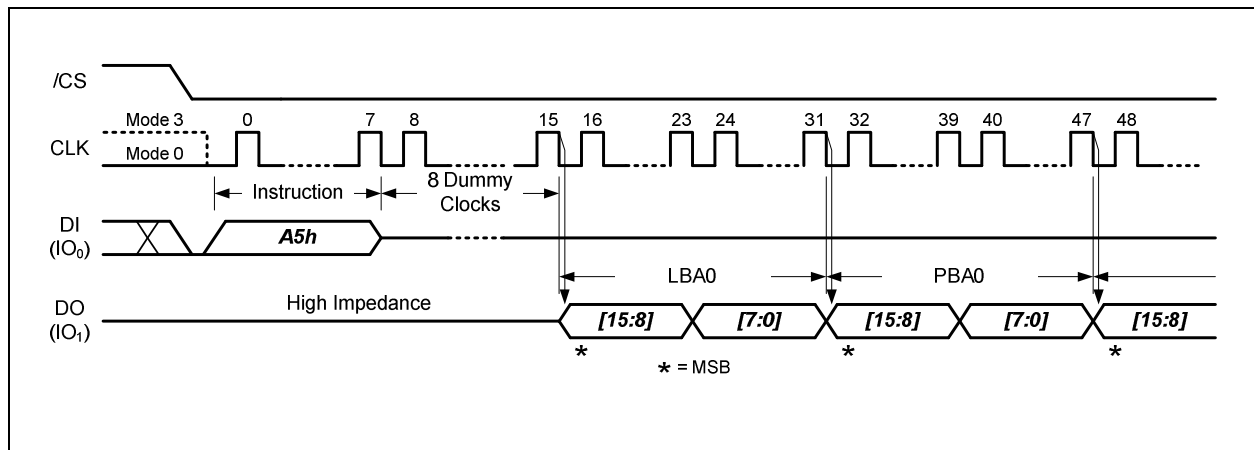 /CS
Mode 3 0 7 8 15 16 23 24 31 32 39 40 47 48
CLK
Mode 0
Instruction 8 Dummy Clocks
DI
(IO0)
A5h
LBA0 PBA0
DO
(IO1)
High Impedance [15:8] [7:0] [15:8] [7:0] [15:8]
* * *
* = MSB